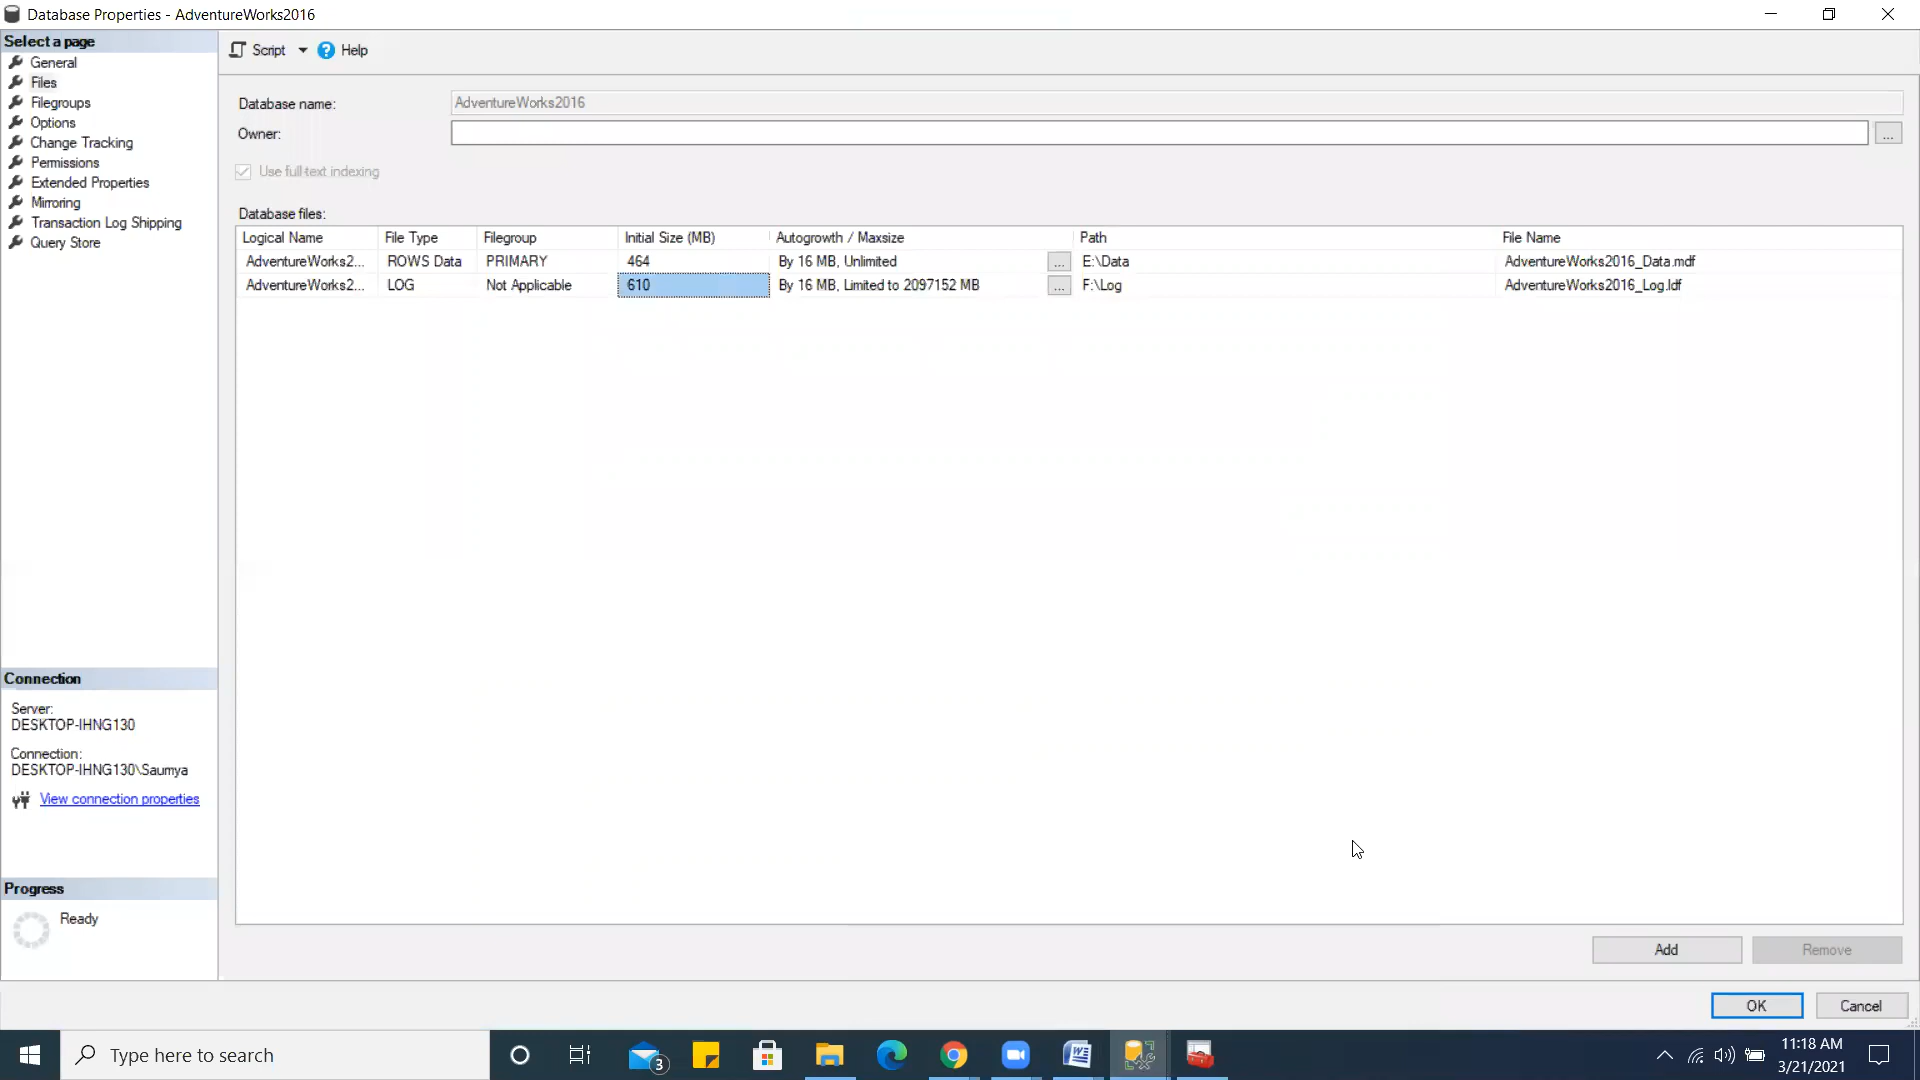 Database Properties - AdventureWorks2016
Select a page
General
Files
Filegroups
Options
Change Tracking
Permissions
Extended Properties
Mirroring
Transaction Log Shipping
Query Store
Script
Help
Database name:
AdventureWorks2016
Owner:
...
Use full-text indexing
Database files:
Logical Name File Type Filegroup Initial Size (MB) Autogrowth / Maxsize Path File Name
AdventureWorks2... ROWS Data PRIMARY 464 By 16 MB, Unlimited ... E:\Data AdventureWorks2016_Data.mdf
AdventureWorks2... LOG Not Applicable 610 By 16 MB, Limited to 2097152 MB ... F:\Log AdventureWorks2016_Log.ldf
Connection
Server:
DESKTOP-IHNG130
Connection:
DESKTOP-IHNG130\Saumya
View connection properties
Progress
Ready
Add Remove
OK Cancel
Type here to search
3
11:18 AM
3/21/2021